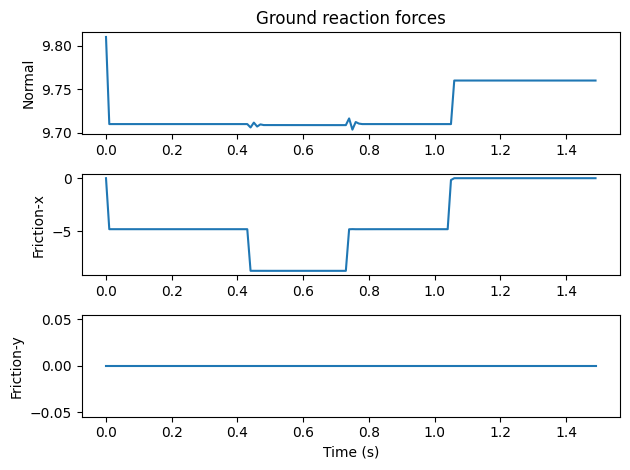 Ground reaction forces
Normal
9.80
9.75
9.70
0.0 0.2 0.4 0.6 0.8 1.0 1.2 1.4
Friction-x
0
−5
0.0 0.2 0.4 0.6 0.8 1.0 1.2 1.4
Friction-y
0.05
0.00
−0.05
0.0 0.2 0.4 0.6 0.8 1.0 1.2 1.4
Time (s)